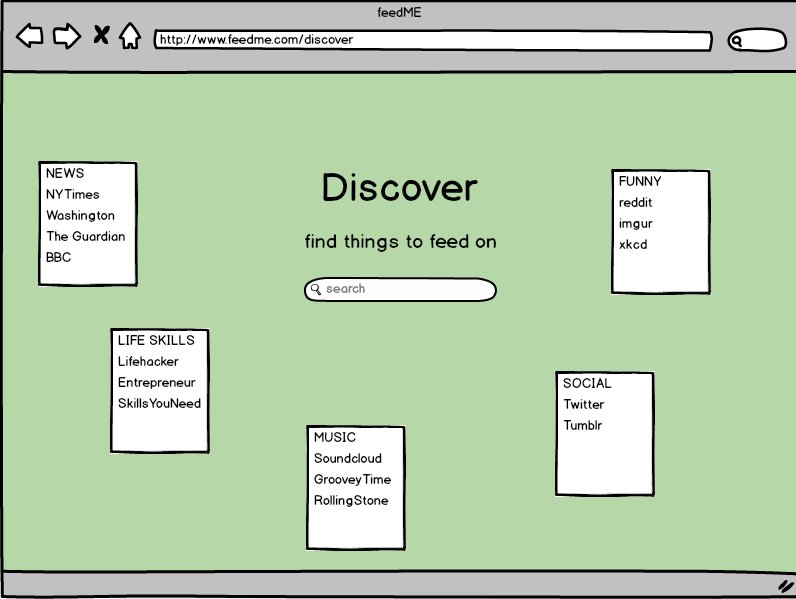 feedME
http://www.feedme.com/discover
Discover
find things to feed on
search
NEWS
NYTimes
Washington
The Guardian
BBC
FUNNY
reddit
imgur
xkcd
LIFE SKILLS
Lifehacker
Entrepreneur
SkillsYouNeed
SOCIAL
Twitter
Tumblr
MUSIC
Soundcloud
GrooveyTime
RollingStone